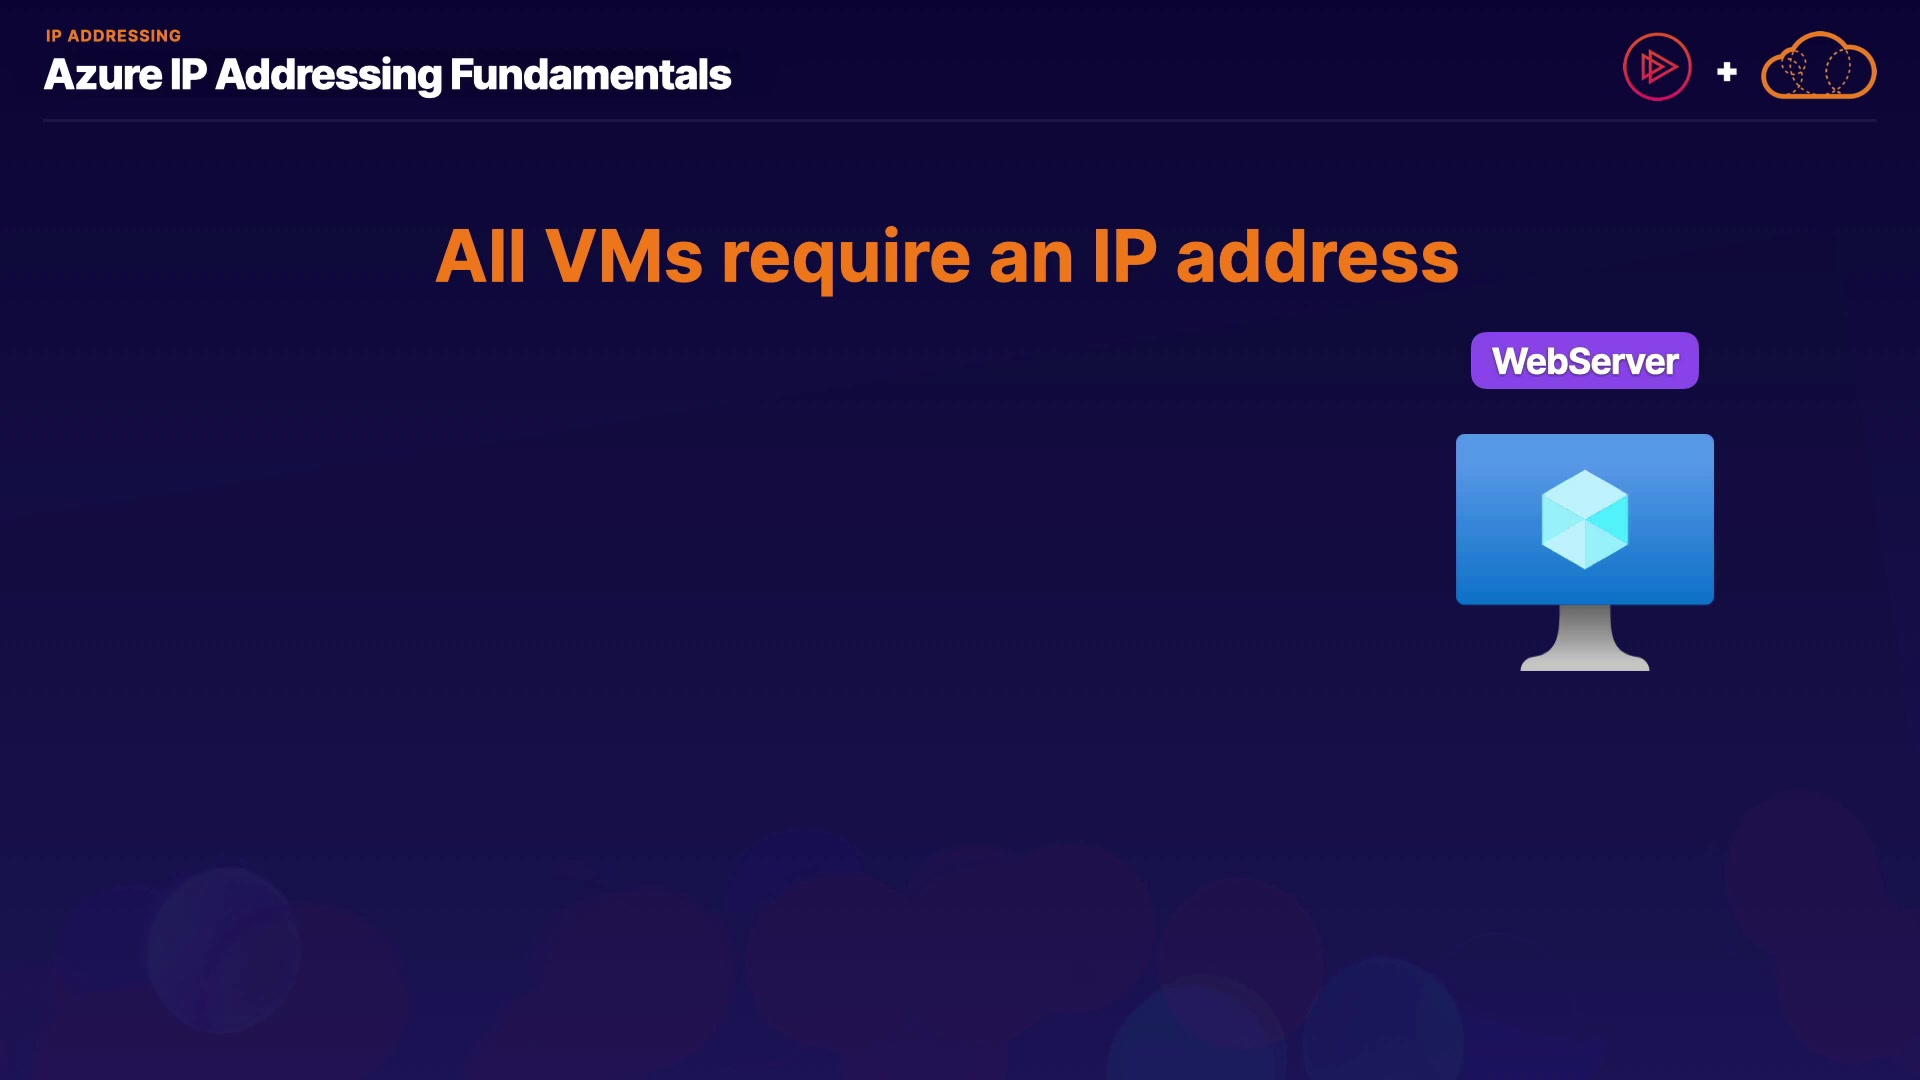 IP ADDRESSING
Azure IP Addressing Fundamentals
+
All VMs require an IP address
WebServer